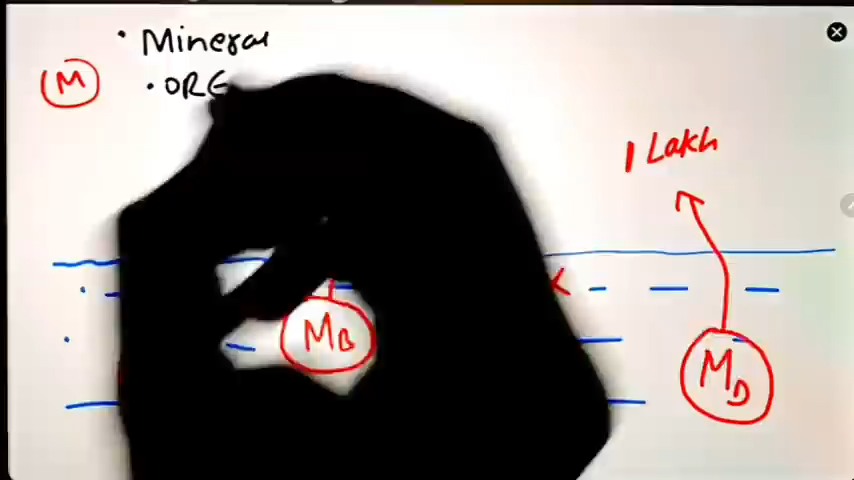 • Mineral
M
• ORE
1 Lakh
MB
MD